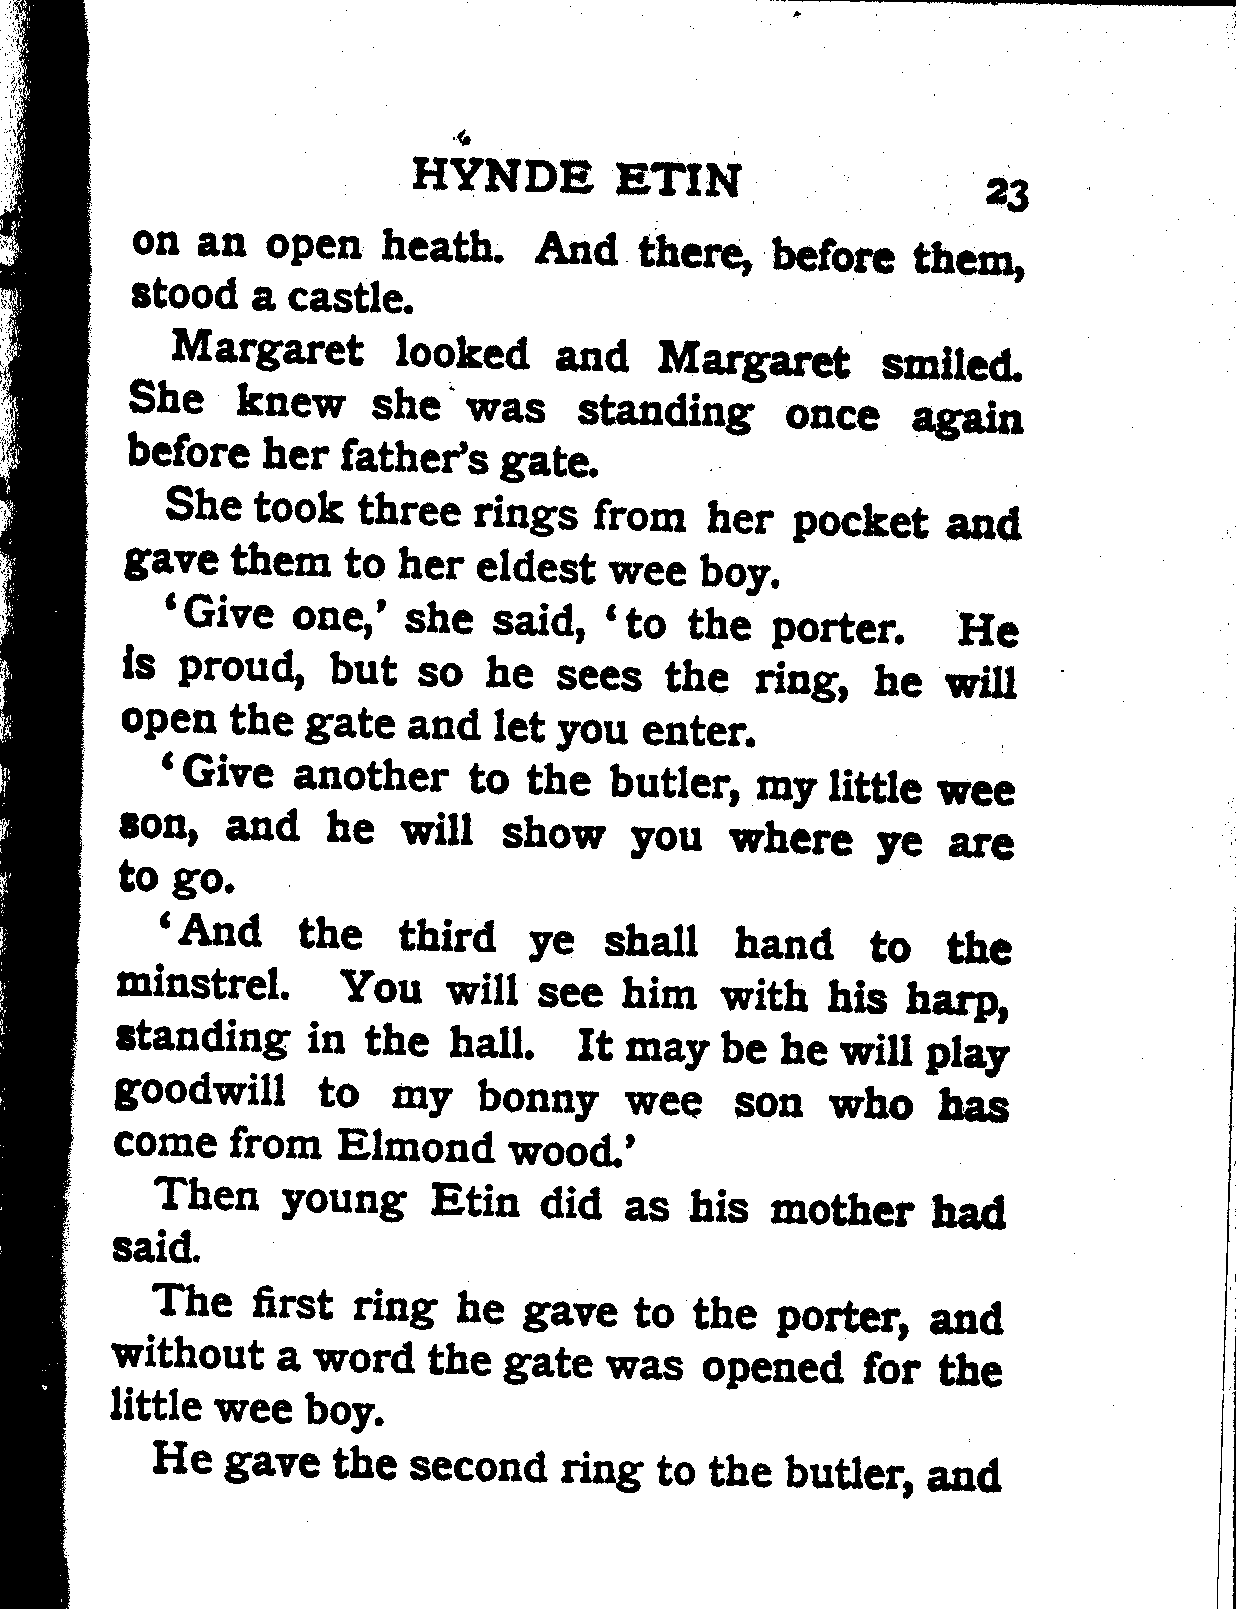 HYNDE ETIN 23
on an open heath. And there, before them,
stood a castle.
Margaret looked and Margaret smiled.
She knew she was standing once again
before her father's gate.
She took three rings from her pocket and
gave them to her eldest wee boy.
‘Give one,’ she said, ‘to the porter. He
is proud, but so he sees the ring, he will
open the gate and let you enter.
‘Give another to the butler, my little wee
son, and he will show you where ye are
to go.
‘And the third ye shall hand to the
minstrel. You will see him with his harp,
standing in the hall. It may be he will play
goodwill to my bonny wee son who has
come from Elmond wood.’
Then young Etin did as his mother had
said.
The first ring he gave to the porter, and
without a word the gate was opened for the
little wee boy.
He gave the second ring to the butler, and